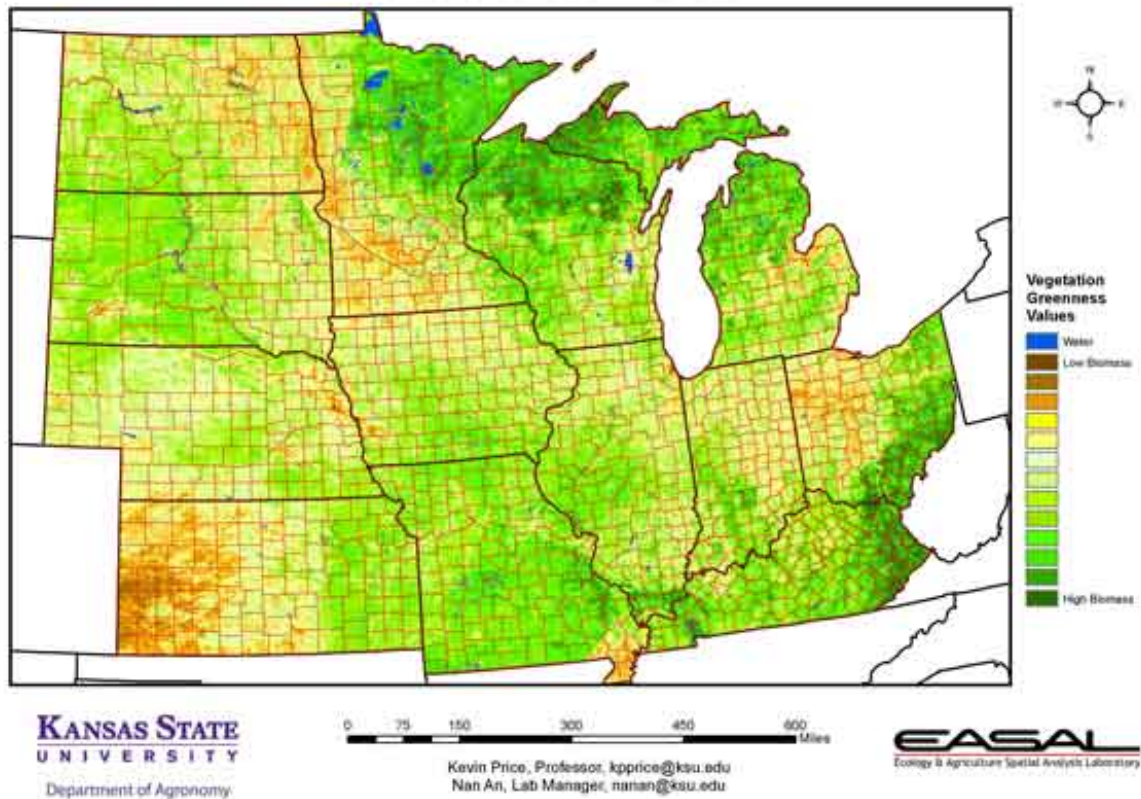 N
W E
S
Vegetation
Greenness
Values
Water
Low Biomass
High Biomass
0 75 150 300 450 600
Miles
KANSAS STATE
UNIVERSITY
Department of Agronomy
Kevin Price, Professor, kpprice@ksu.edu
Nan An, Lab Manager, nanan@ksu.edu
EASAL
Ecology & Agriculture Spatial Analysis Laboratory